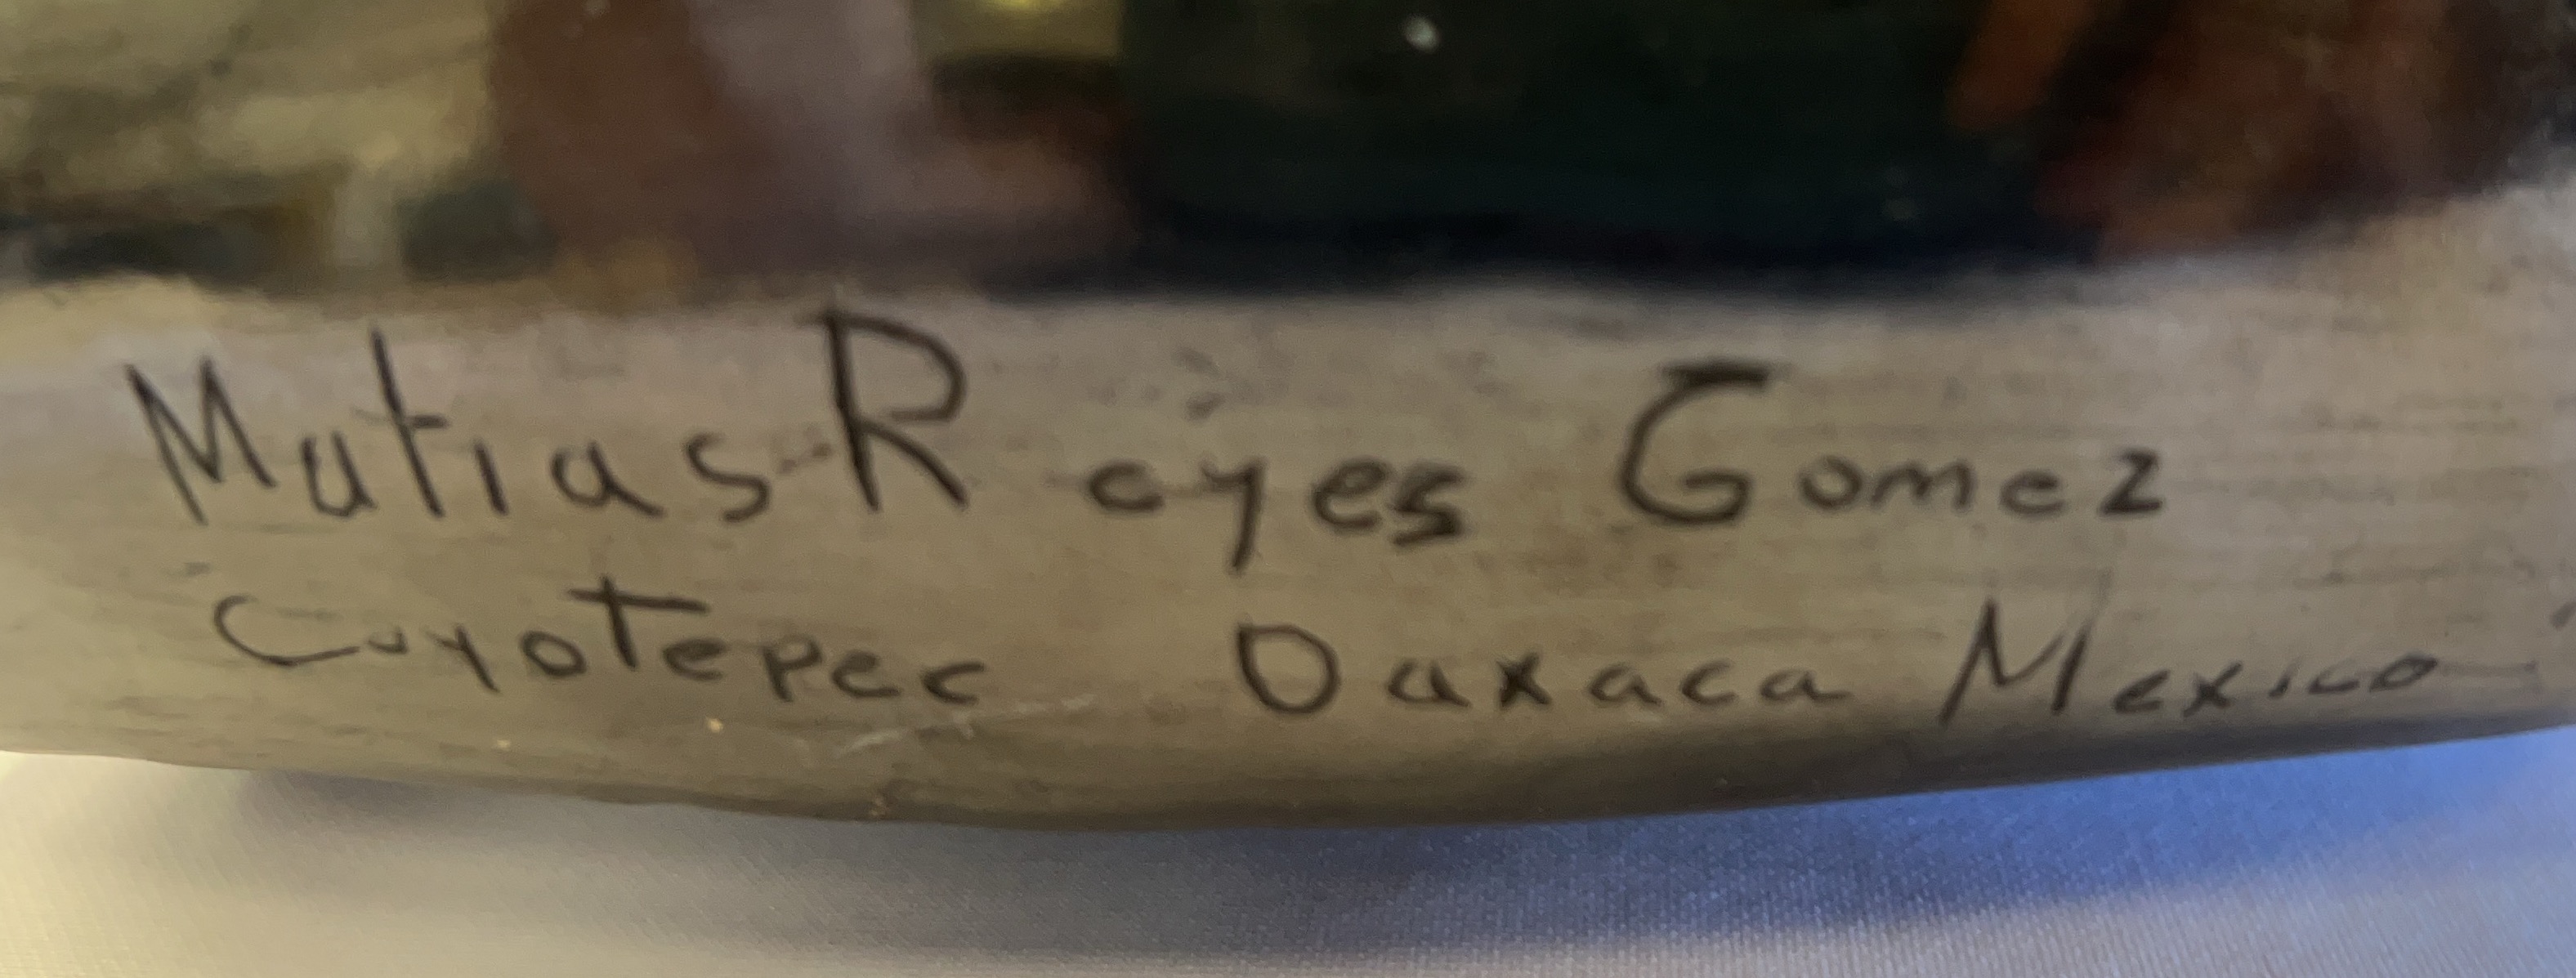 Matias Reyes Gomez
Coyotepec Oaxaca Mexico